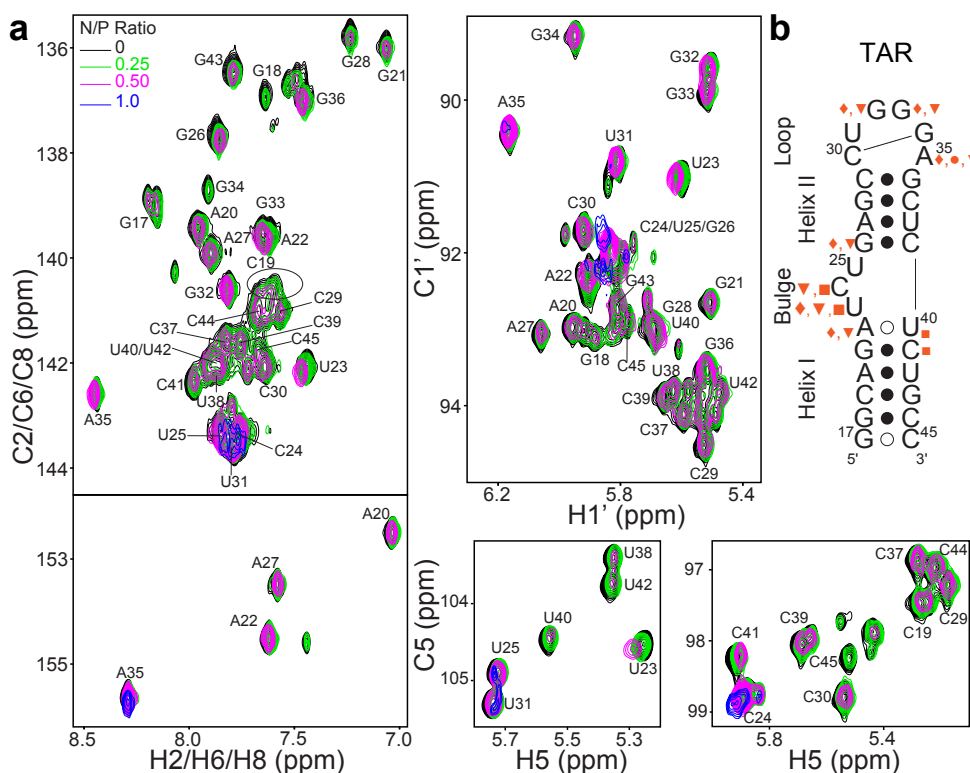 a
N/P Ratio
0
0.25
0.50
1.0
136
138
140
142
144
C2/C6/C8 (ppm)
G43
G18
G28
G21
G36
G26
G34
G17
A20
G33
A27
A22
C19
G32
C29
C44
C37
C39
U40/U42
C45
C41
U23
C30
U38
A35
U25
C24
U31
153
155
A20
A27
A22
A35
8.5
8.0
7.5
7.0
H2/H6/H8 (ppm)
90
92
94
C1' (ppm)
G34
G32
G33
A35
U31
U23
C30
C24/U25/G26
A22
G43
G21
A20
G28
A27
U40
G18
C45
G36
U38
U42
C39
C37
C29
6.2
5.8
5.4
H1' (ppm)
104
105
C5 (ppm)
U38
U42
U40
U25
U23
U31
5.7
5.5
5.3
H5 (ppm)
97
98
99
C37
C44
C39
C19
C29
C41
C45
C30
C24
5.8
5.4
H5 (ppm)
b
TAR
Loop
Helix II
Bulge
Helix I
G G
U G
30 35
C A
C G
C C
G U
A C
25 G C
U
C
U 40
A U
G C
A U
C G
G C
17 G C 45
5' 3'